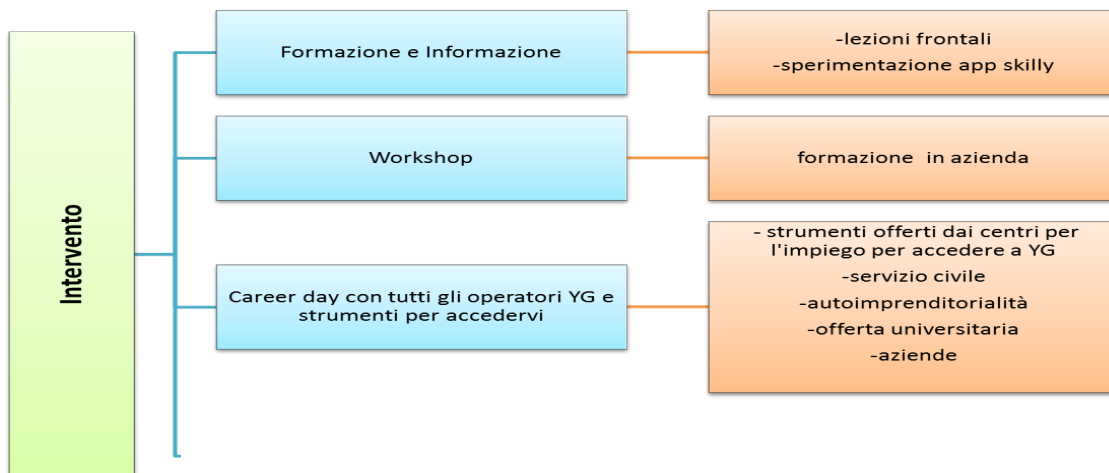 Intervento
Formazione e Informazione
-lezioni frontali
-sperimentazione app skilly
Workshop
formazione in azienda
Career day con tutti gli operatori YG e
strumenti per accedervi
- strumenti offerti dai centri per
l'impiego per accedere a YG
-servizio civile
-autoimprenditorialità
-offerta universitaria
-aziende